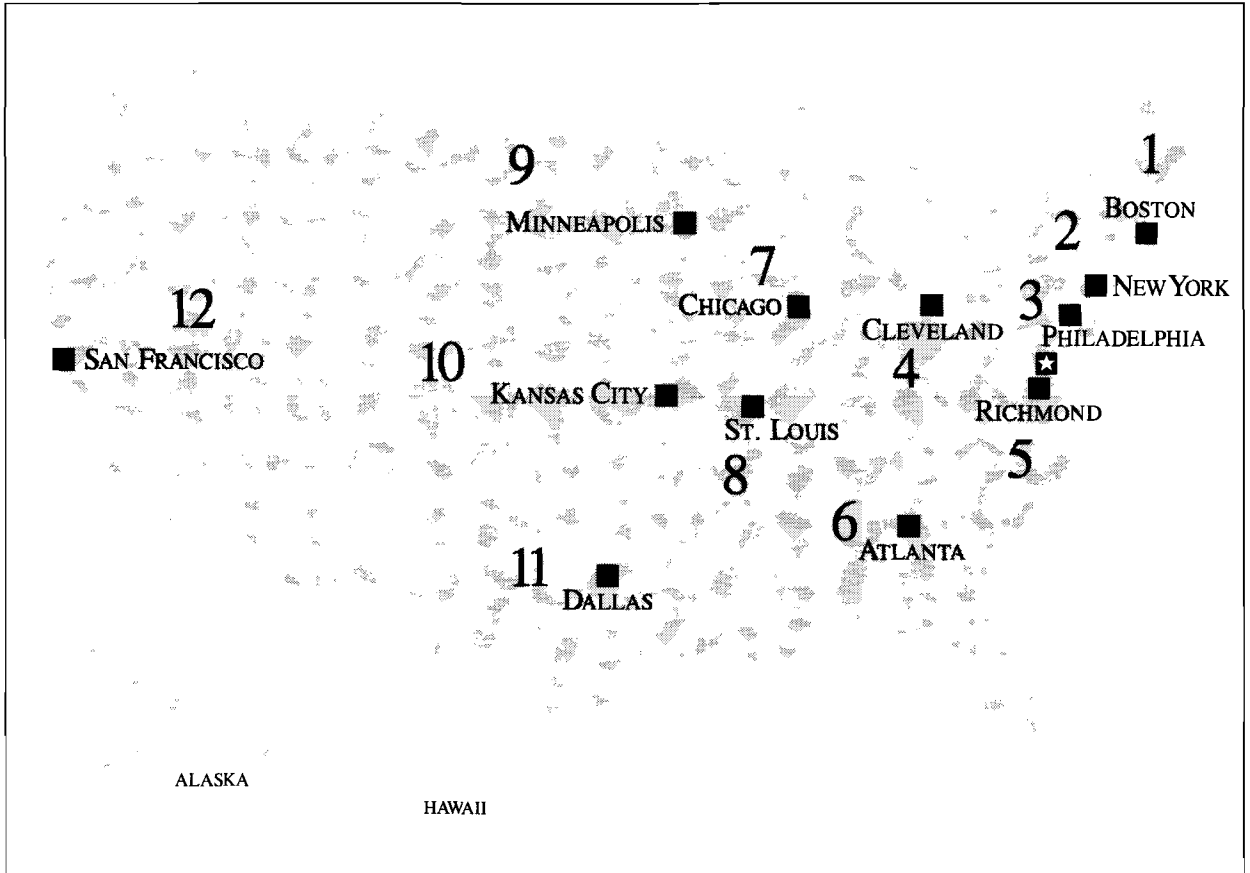 1
BOSTON
2
9
MINNEAPOLIS
7
CHICAGO
NEW YORK
3
PHILADELPHIA
CLEVELAND
4
12
SAN FRANCISCO
10
KANSAS CITY
ST. LOUIS
8
RICHMOND
5
6
ATLANTA
11
DALLAS
ALASKA
HAWAII